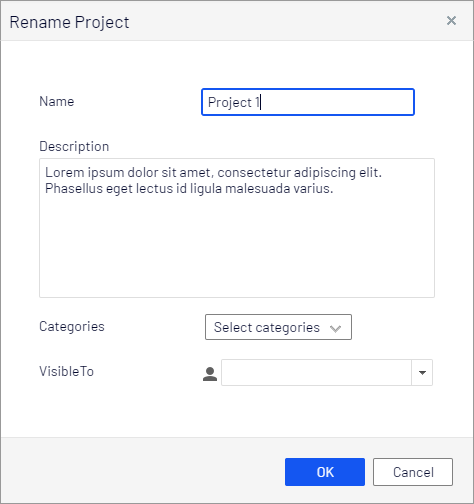 Rename Project
Name
Project 1
Description
Lorem ipsum dolor sit amet, consectetur adipiscing elit.
Phasellus eget lectus id ligula malesuada varius.
Categories
Select categories
VisibleTo
OK
Cancel